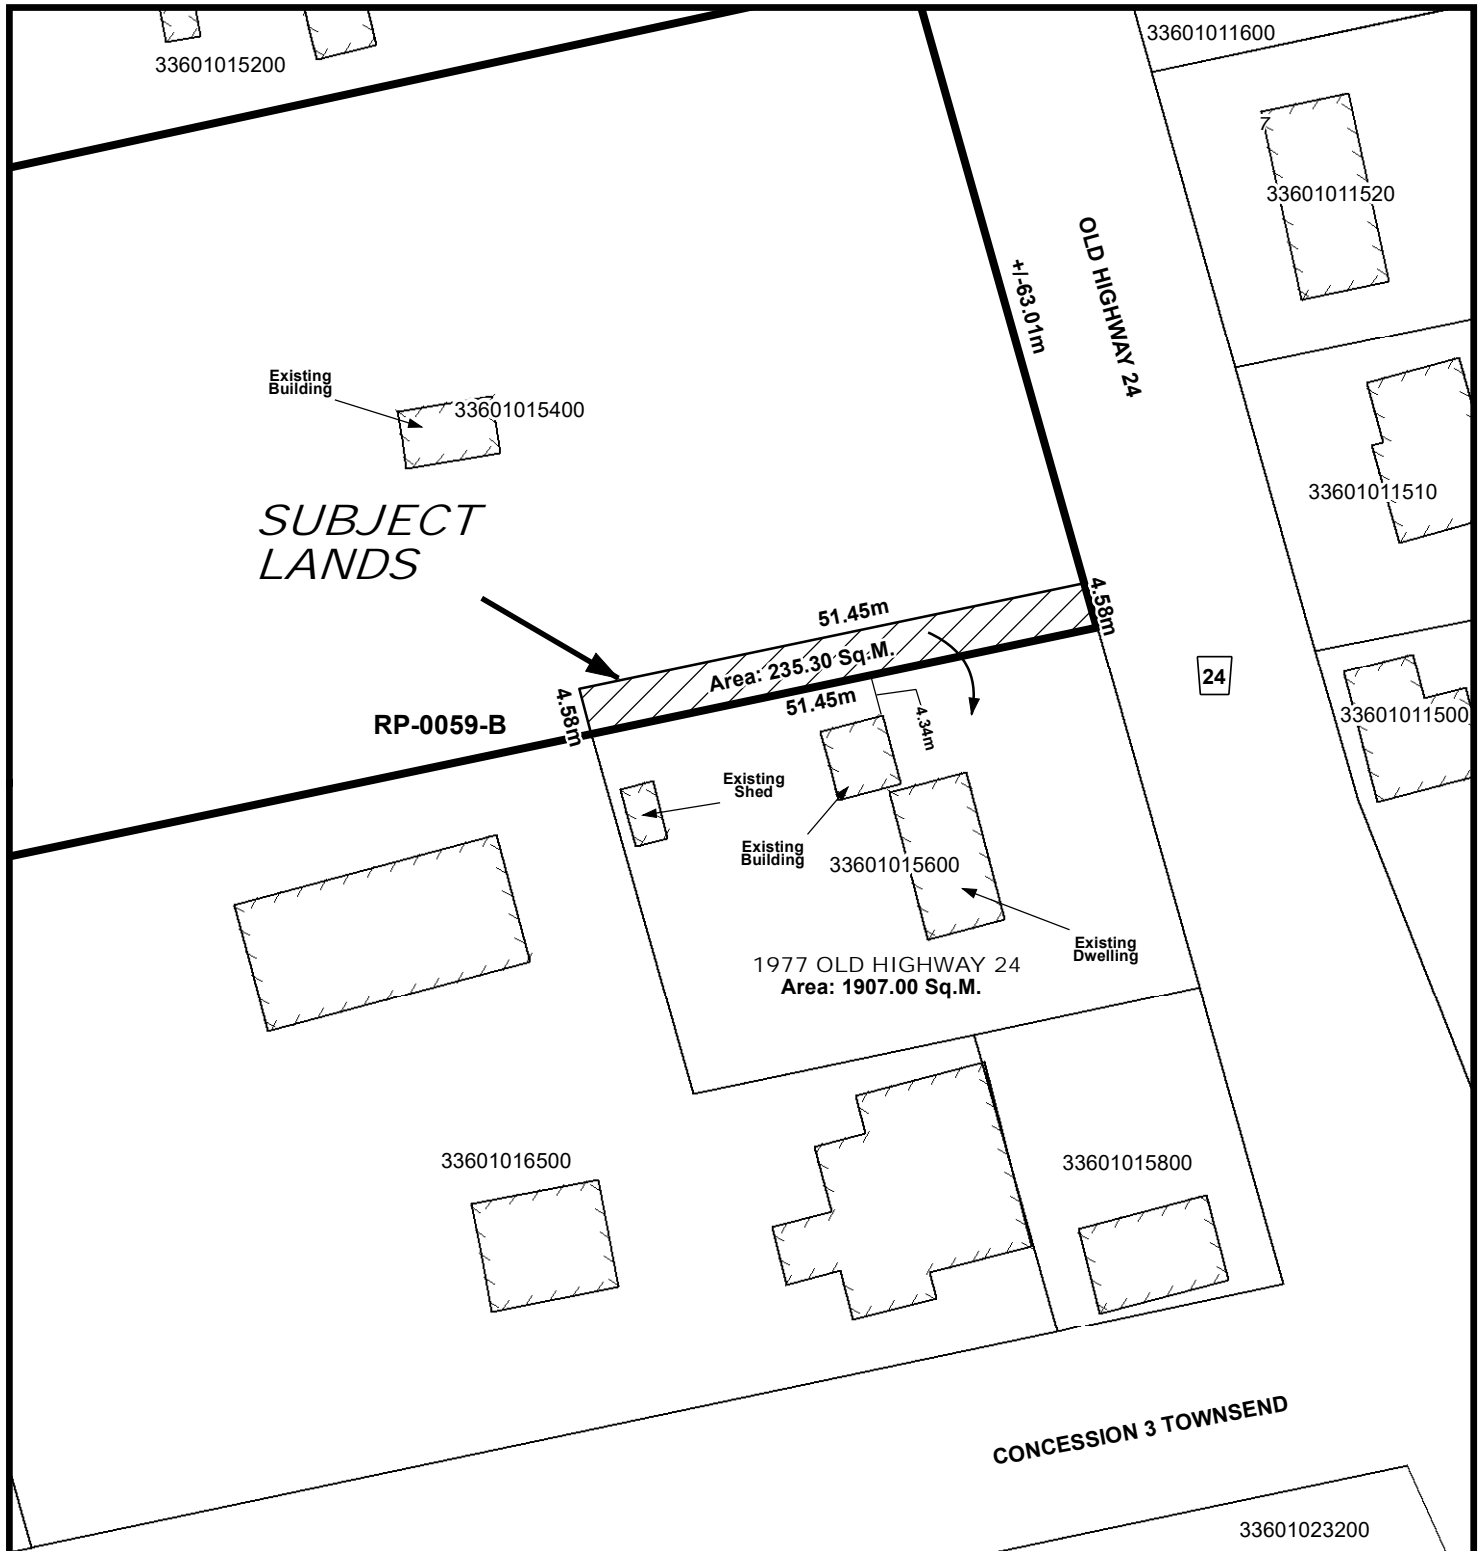 33601011600
33601015200
7
33601011520
OLD HIGHWAY 24
+/-63.01m
Existing
Building
33601015400
33601011510
SUBJECT
LANDS
51.45m
4.58m
Area: 235.30 Sq.M.
24
4.58m
51.45m
RP-0059-B
4.34m
33601011500
Existing
Shed
Existing
Building
33601015600
Existing
Dwelling
1977 OLD HIGHWAY 24
Area: 1907.00 Sq.M.
33601016500
33601015800
CONCESSION 3 TOWNSEND
33601023200